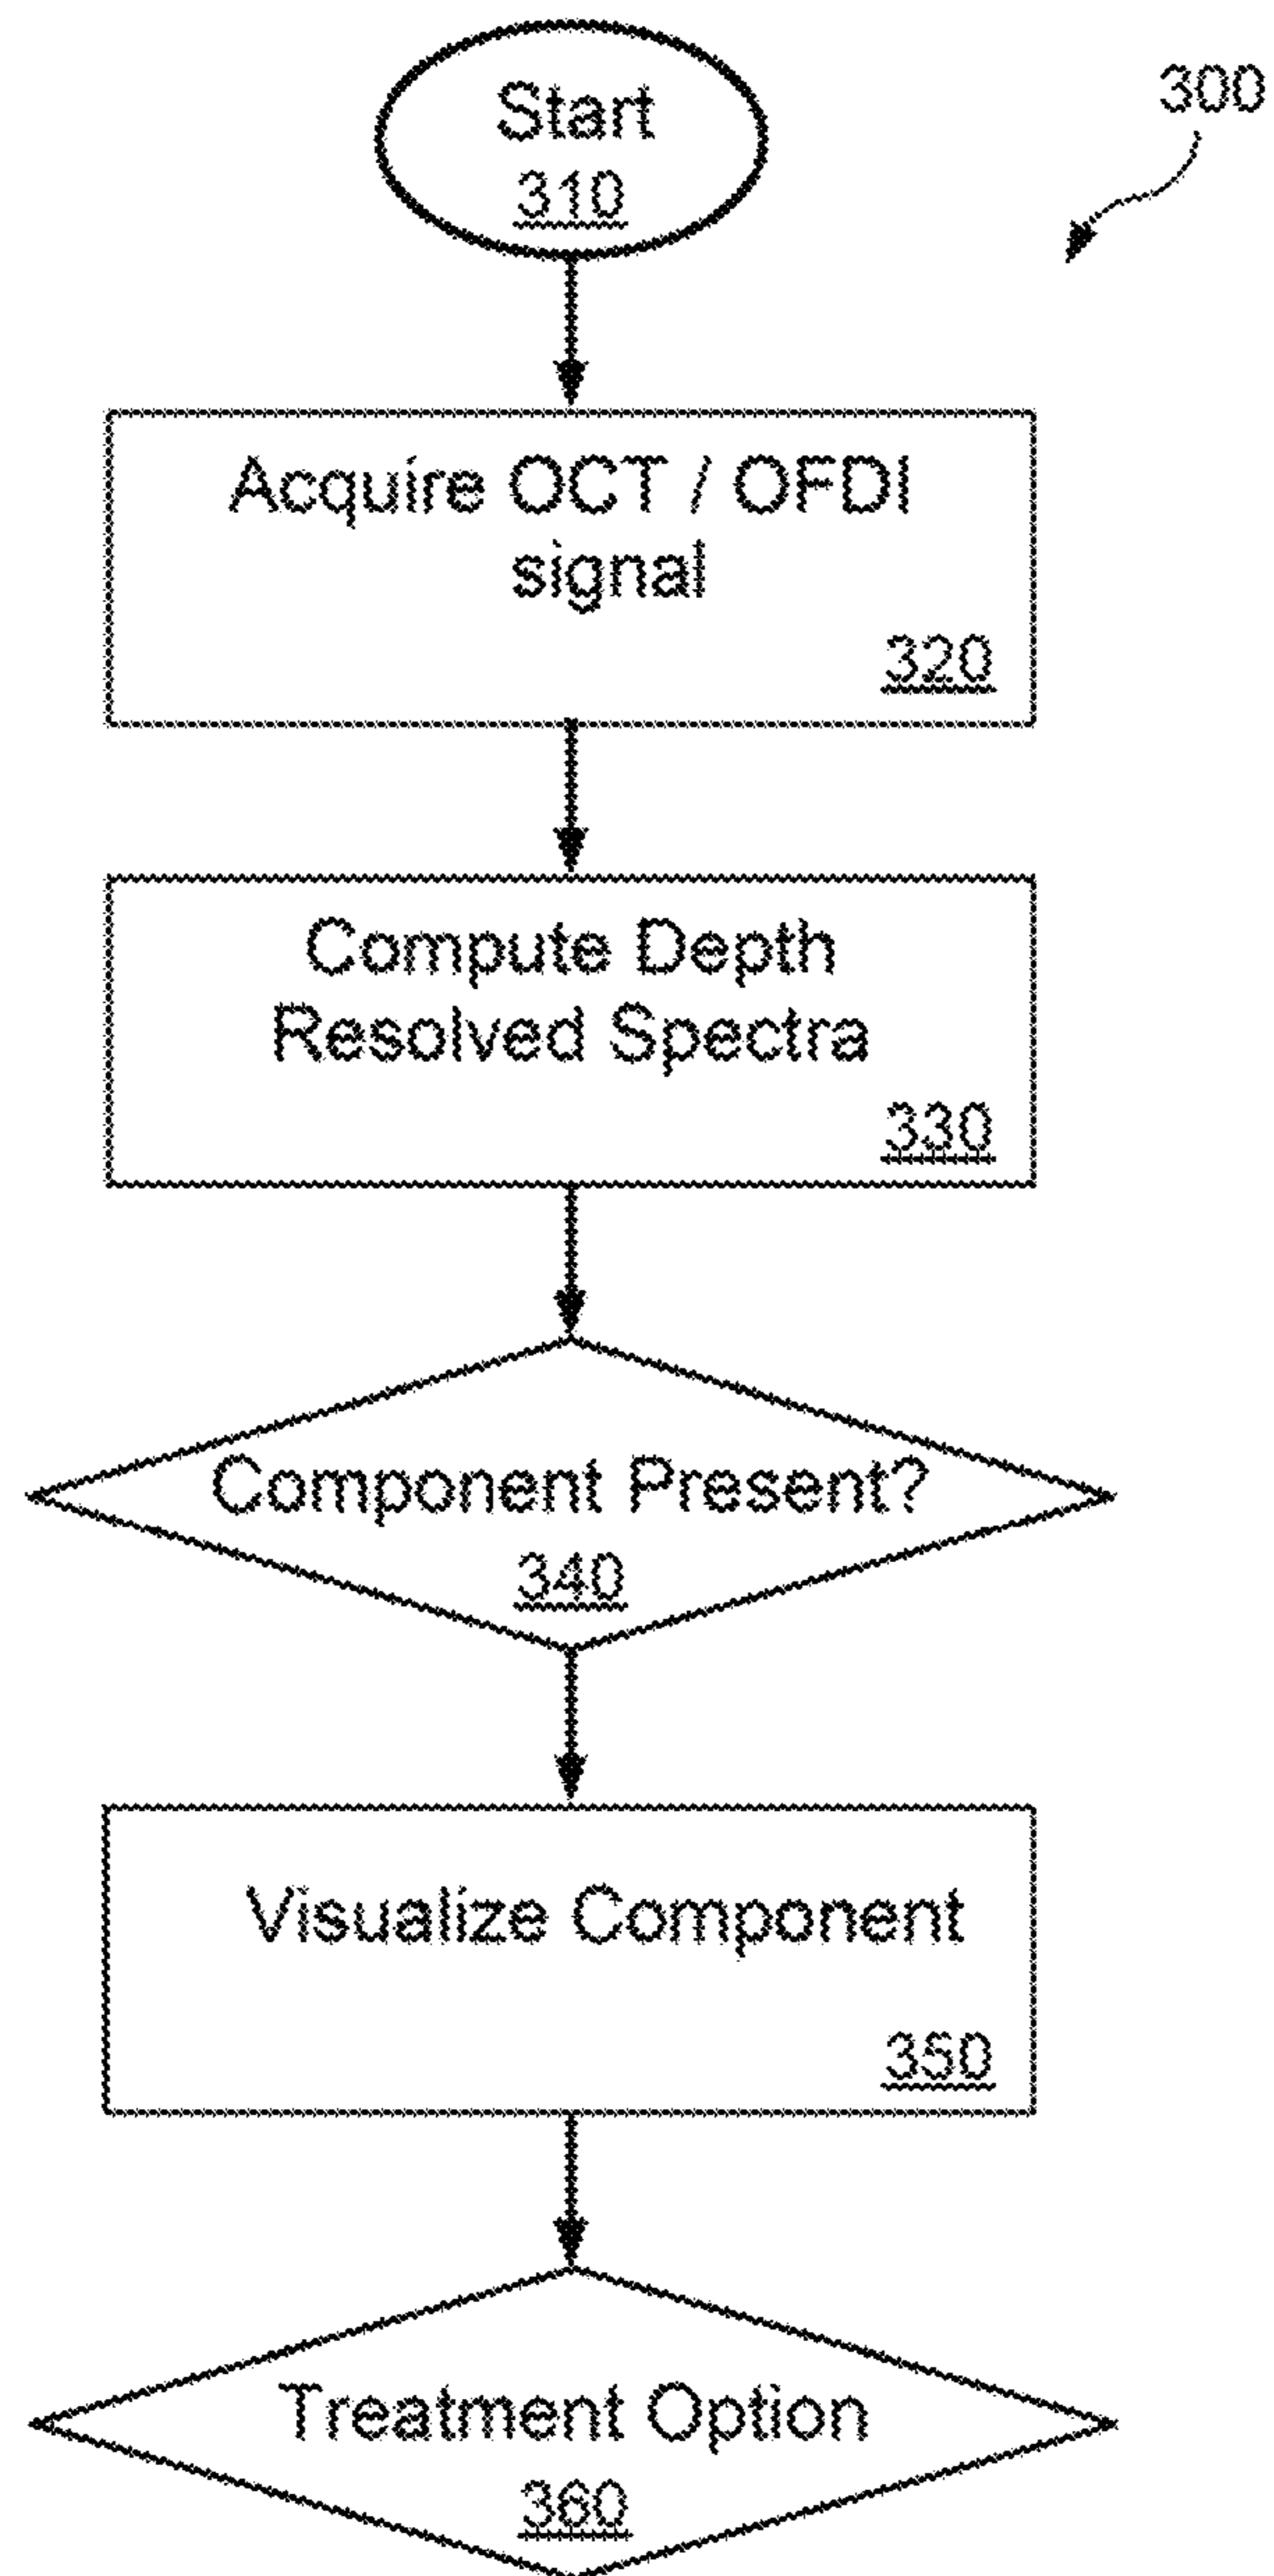 Start
310
300
Acquire OCT / OFDI
signal
320
Compute Depth
Resolved Spectra
330
Component Present?
340
Visualize Component
350
Treatment Option
360